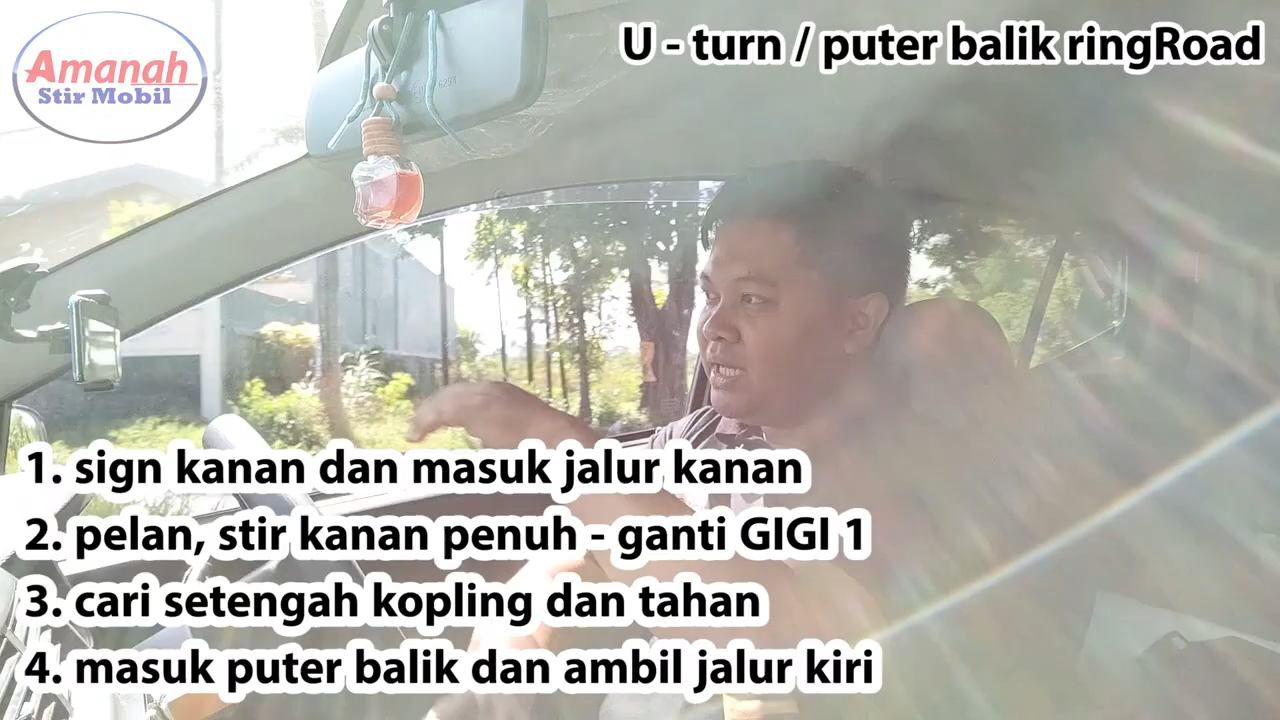 Amanah
Stir Mobil
U - turn / puter balik ringRoad
1. sign kanan dan masuk jalur kanan
2. pelan, stir kanan penuh - ganti GIGI 1
3. cari setengah kopling dan tahan
4. masuk puter balik dan ambil jalur kiri